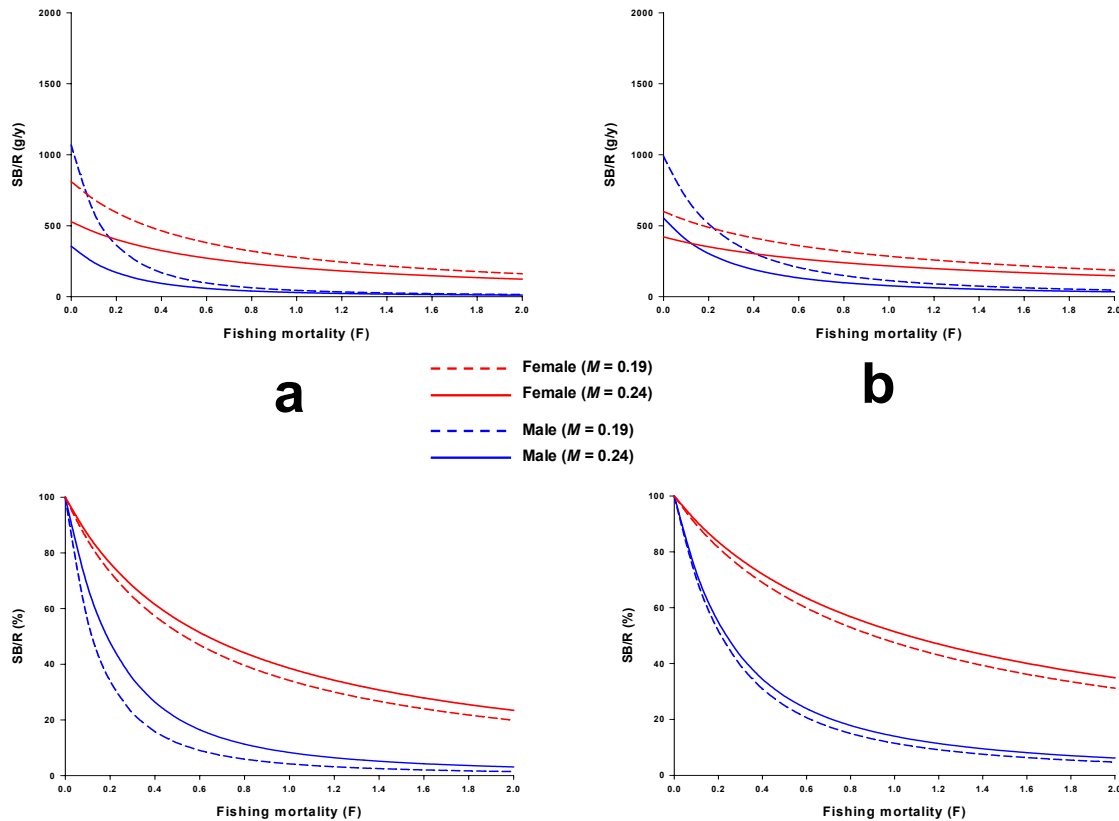 2000
1500
1000
500
0
SB/R (g/y)
0.0 0.2 0.4 0.6 0.8 1.0 1.2 1.4 1.6 1.8 2.0
Fishing mortality (F)
2000
1500
1000
500
0
SB/R (g/y)
0.0 0.2 0.4 0.6 0.8 1.0 1.2 1.4 1.6 1.8 2.0
Fishing mortality (F)
a
Female (M = 0.19)
Female (M = 0.24)
Male (M = 0.19)
Male (M = 0.24)
b
100
80
60
40
20
0
SB/R (%)
0.0 0.2 0.4 0.6 0.8 1.0 1.2 1.4 1.6 1.8 2.0
Fishing mortality (F)
100
80
60
40
20
0
SB/R (%)
0.0 0.2 0.4 0.6 0.8 1.0 1.2 1.4 1.6 1.8 2.0
Fishing mortality (F)